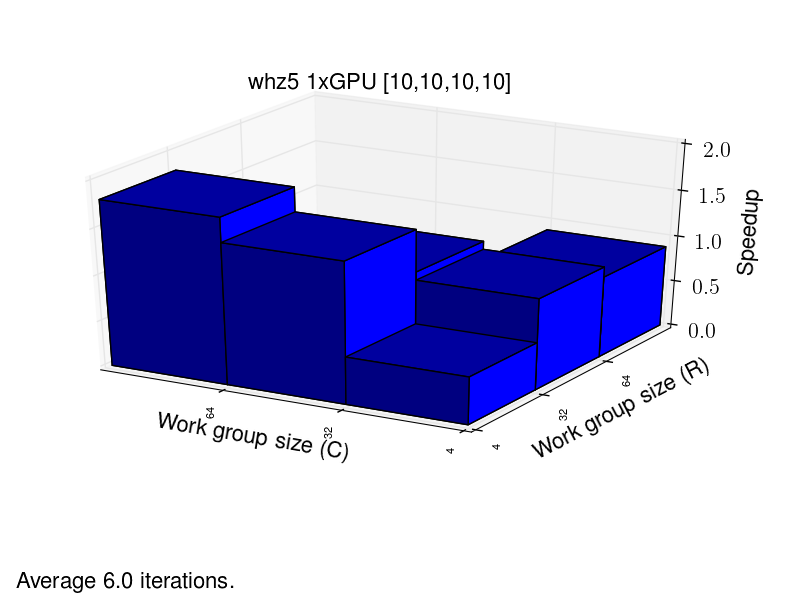 whz5 1xGPU [10,10,10,10]
2.0
1.5
1.0
0.5
0.0
Speedup
64
32
4
Work group size (C)
4
32
64
Work group size (R)
Average 6.0 iterations.